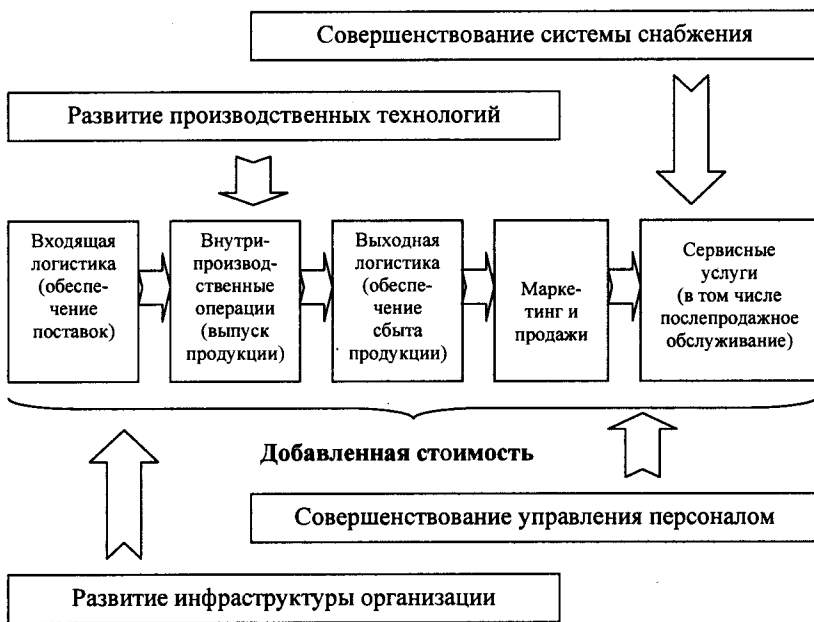 Совершенствование системы снабжения
Развитие производственных технологий
Входящая
логистика
(обеспе-
чение
поставок)
Внутри-
производ-
ственные
операции
(выпуск
продукции)
Выходная
логистика
(обеспе-
чение
сбыта
продукции)
Марке-
тинг и
продажи
Сервисные
услуги
(в том числе
послепродажное
обслуживание)
Добавленная стоимость
Совершенствование управления персоналом
Развитие инфраструктуры организации